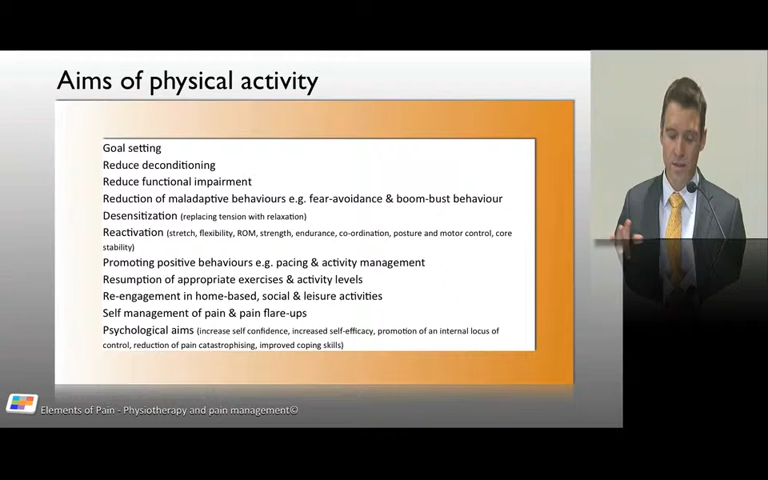 Aims of physical activity
Goal setting
Reduce deconditioning
Reduce functional impairment
Reduction of maladaptive behaviours e.g. fear-avoidance & boom-bust behaviour
Desensitization (replacing tension with relaxation)
Reactivation (stretch, flexibility, ROM, strength, endurance, co-ordination, posture and motor control, core
stability)
Promoting positive behaviours e.g. pacing & activity management
Resumption of appropriate exercises & activity levels
Re-engagement in home-based, social & leisure activities
Self management of pain & pain flare-ups
Psychological aims (increase self confidence, increased self-efficacy, promotion of an internal locus of
control, reduction of pain catastrophising, improved coping skills)
Elements of Pain - Physiotherapy and pain management©